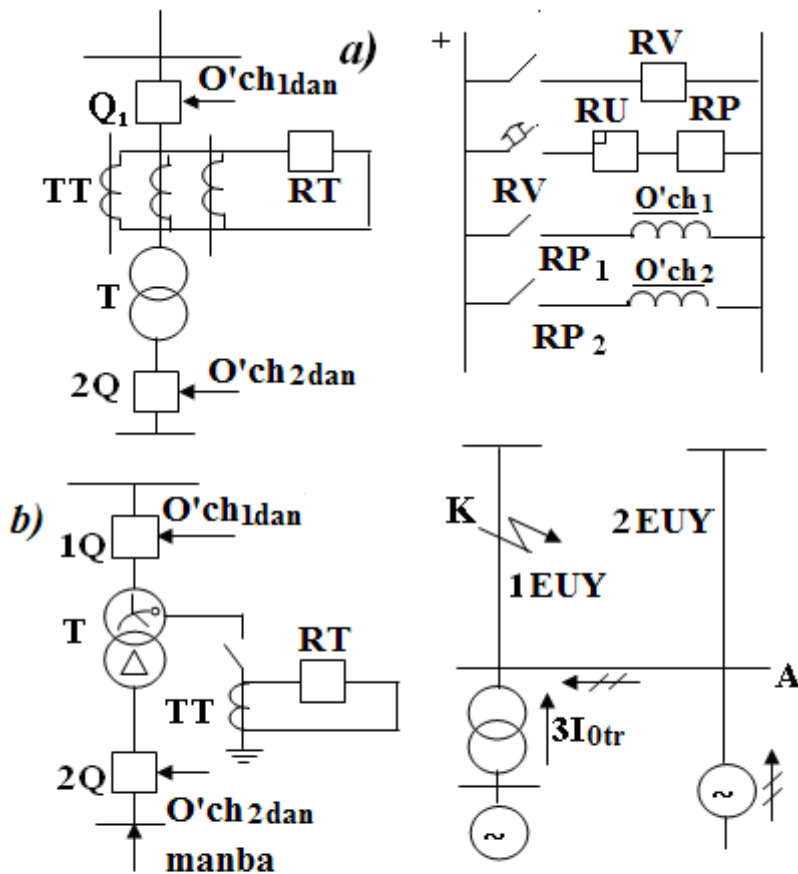 a)
O'ch1dan
Q1
TT
RT
T
O'ch2dan
2Q
+
RV
RU
RP
RV
O'ch1
RP1
O'ch2
RP2
b)
O'ch1dan
1Q
T
RT
TT
2Q
O'ch2dan
manba
K
1EUY
2EUY
A
3I0tr
~
~